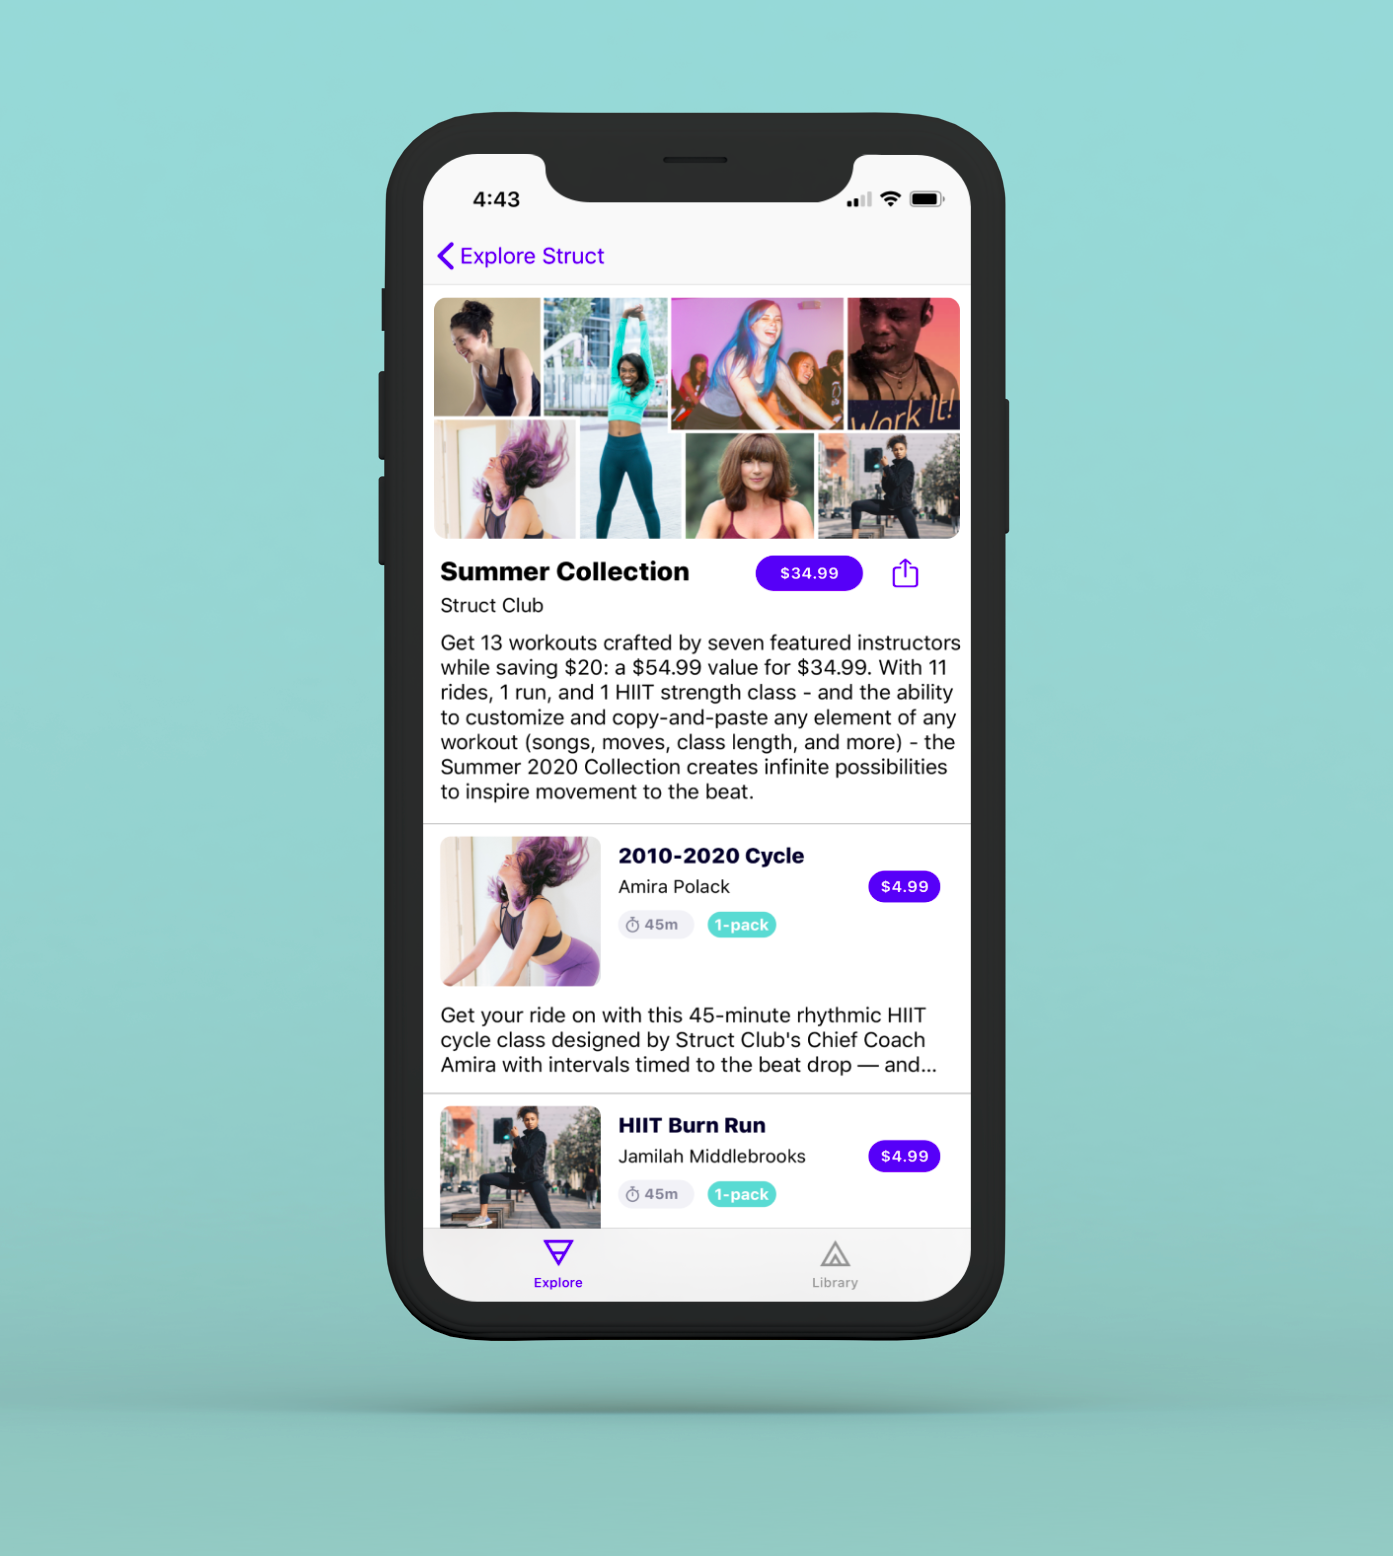 4:43
Explore Struct
Work It!
Summer Collection
$34.99
Struct Club
Get 13 workouts crafted by seven featured instructors
while saving $20: a $54.99 value for $34.99. With 11
rides, 1 run, and 1 HIIT strength class - and the ability
to customize and copy-and-paste any element of any
workout (songs, moves, class length, and more) - the
Summer 2020 Collection creates infinite possibilities
to inspire movement to the beat.
2010-2020 Cycle
Amira Polack
$4.99
45m
1-pack
Get your ride on with this 45-minute rhythmic HIIT
cycle class designed by Struct Club's Chief Coach
Amira with intervals timed to the beat drop — and...
HIIT Burn Run
Jamilah Middlebrooks
$4.99
45m
1-pack
Explore
Library